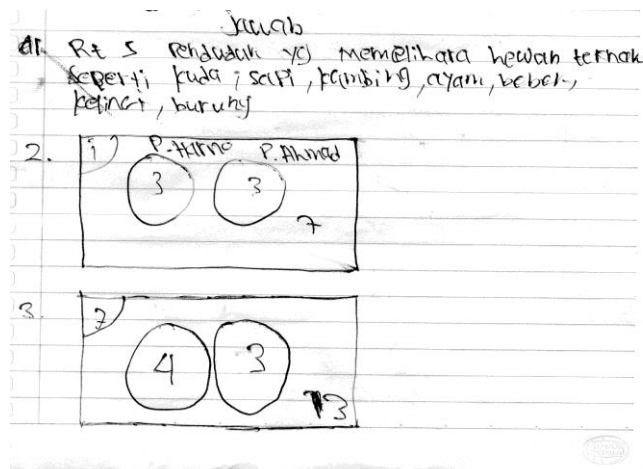 Jawab
1. Rt 5 penduduk yg memelihara hewan ternak
seperti kuda, sapi, kambing, ayam, bebek,
kelinci, burung
2. 7 P. Harno P. Ahmad
3 3
7
3. 7
4 3
13